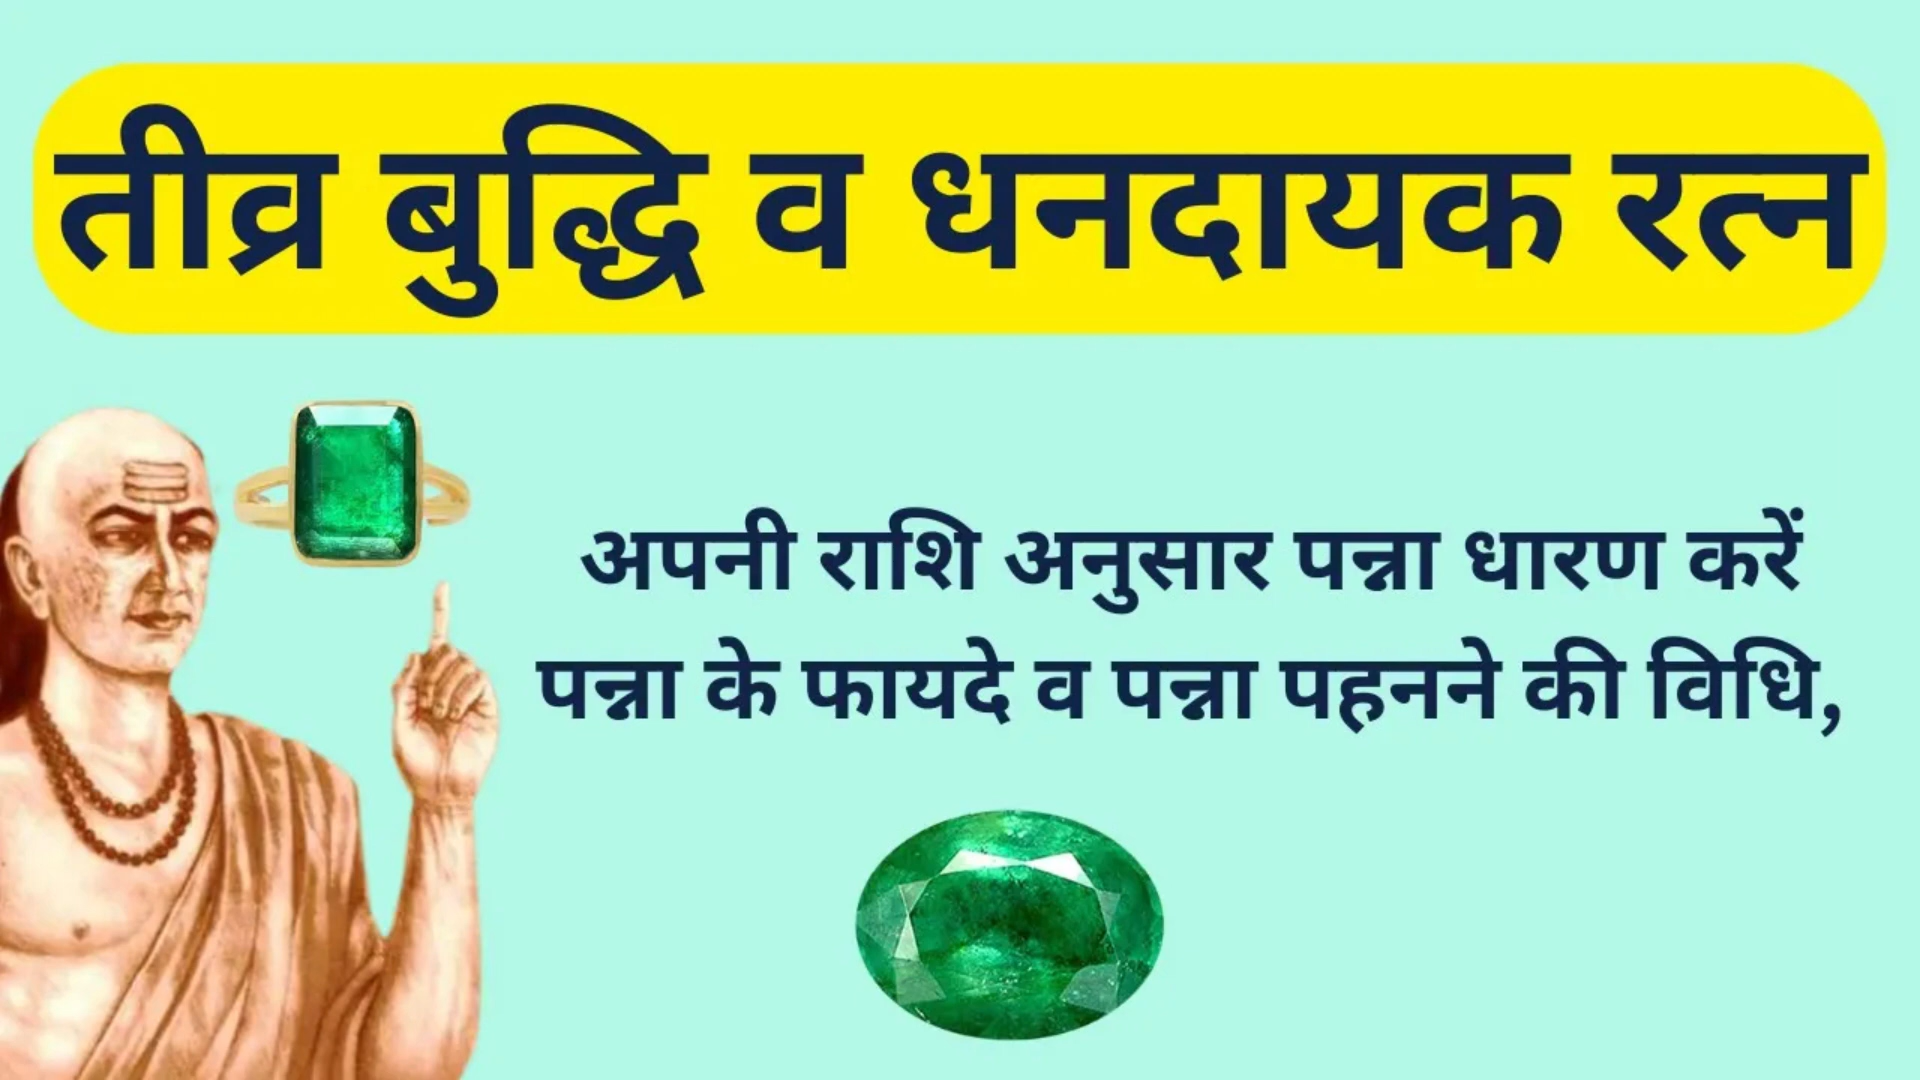 तीव्र बुद्धि व धनदायक रत्न
अपनी राशि अनुसार पन्ना धारण करें
पन्ना के फायदे व पन्ना पहनने की विधि,